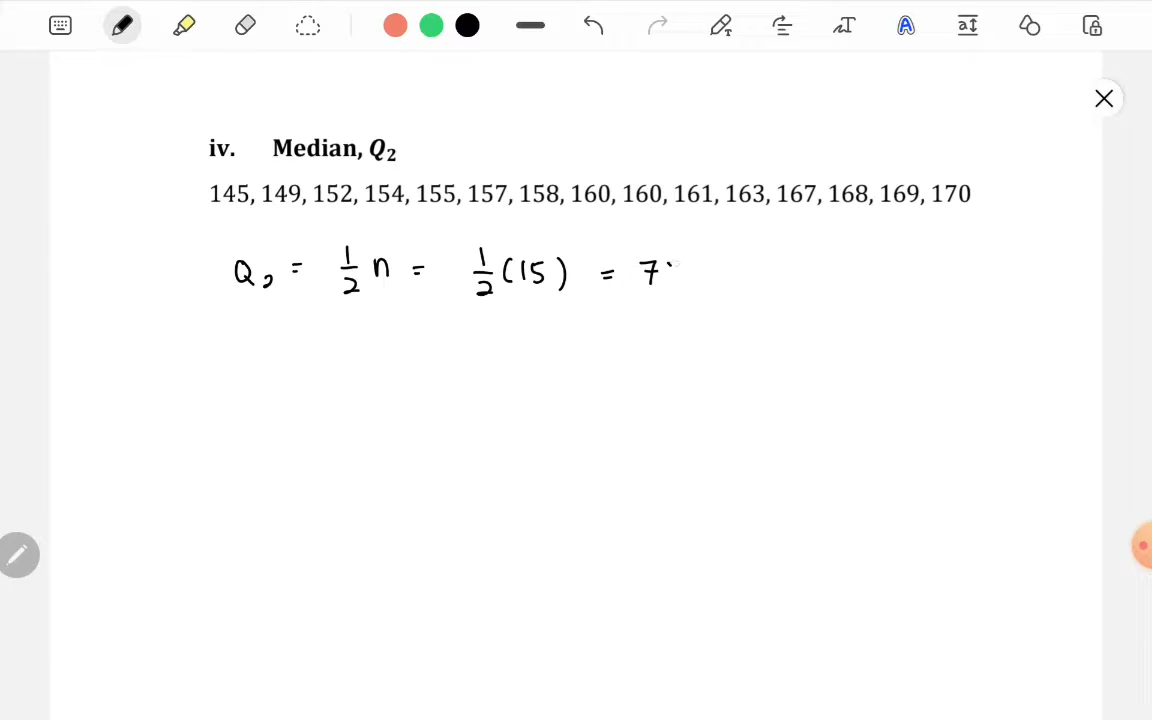 iv. Median, Q₂
145, 149, 152, 154, 155, 157, 158, 160, 160, 161, 163, 167, 168, 169, 170
Q₂ = 1/2 n = 1/2 (15) = 7.